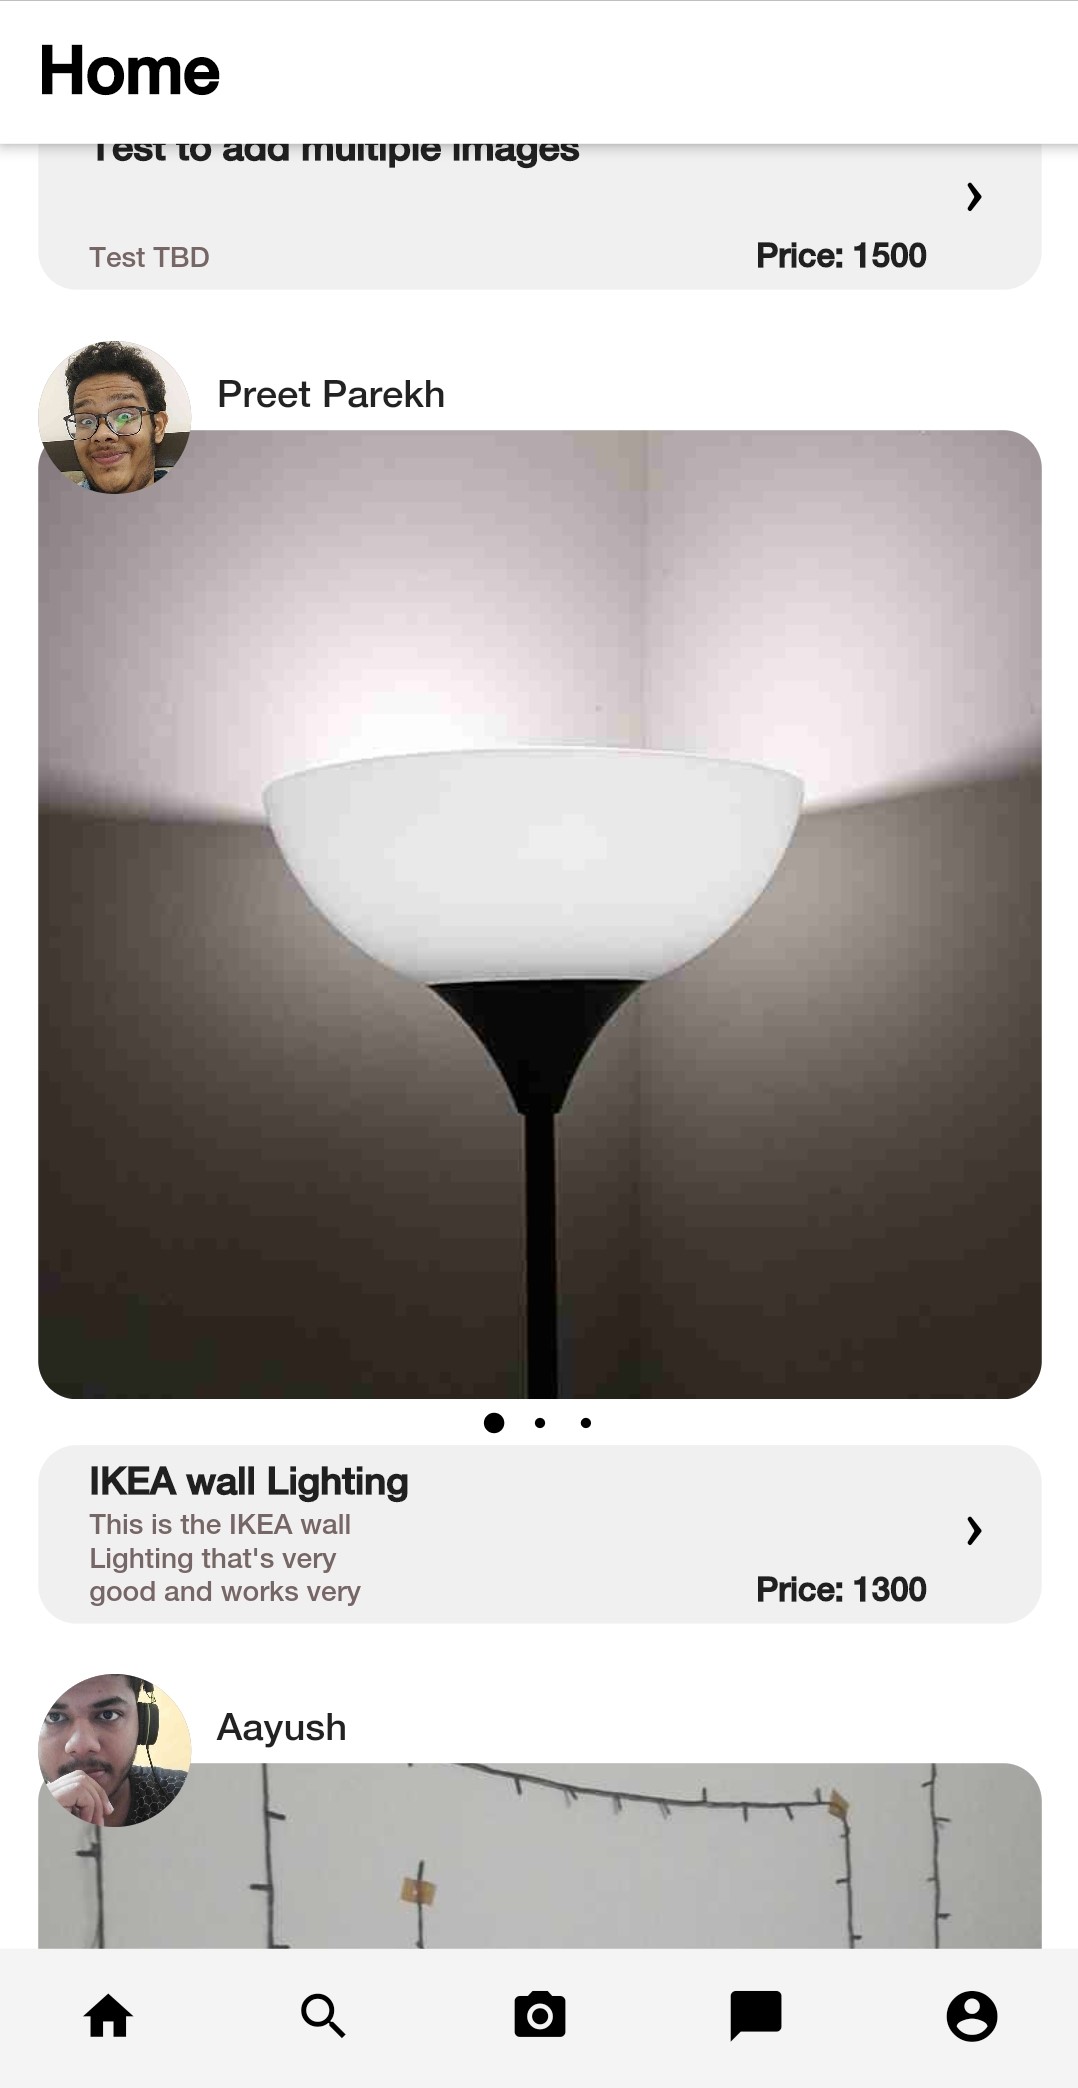 Home
Test to add multiple images
Test TBD
Price: 1500
Preet Parekh
IKEA wall Lighting
This is the IKEA wall
Lighting that's very
good and works very
Price: 1300
Aayush